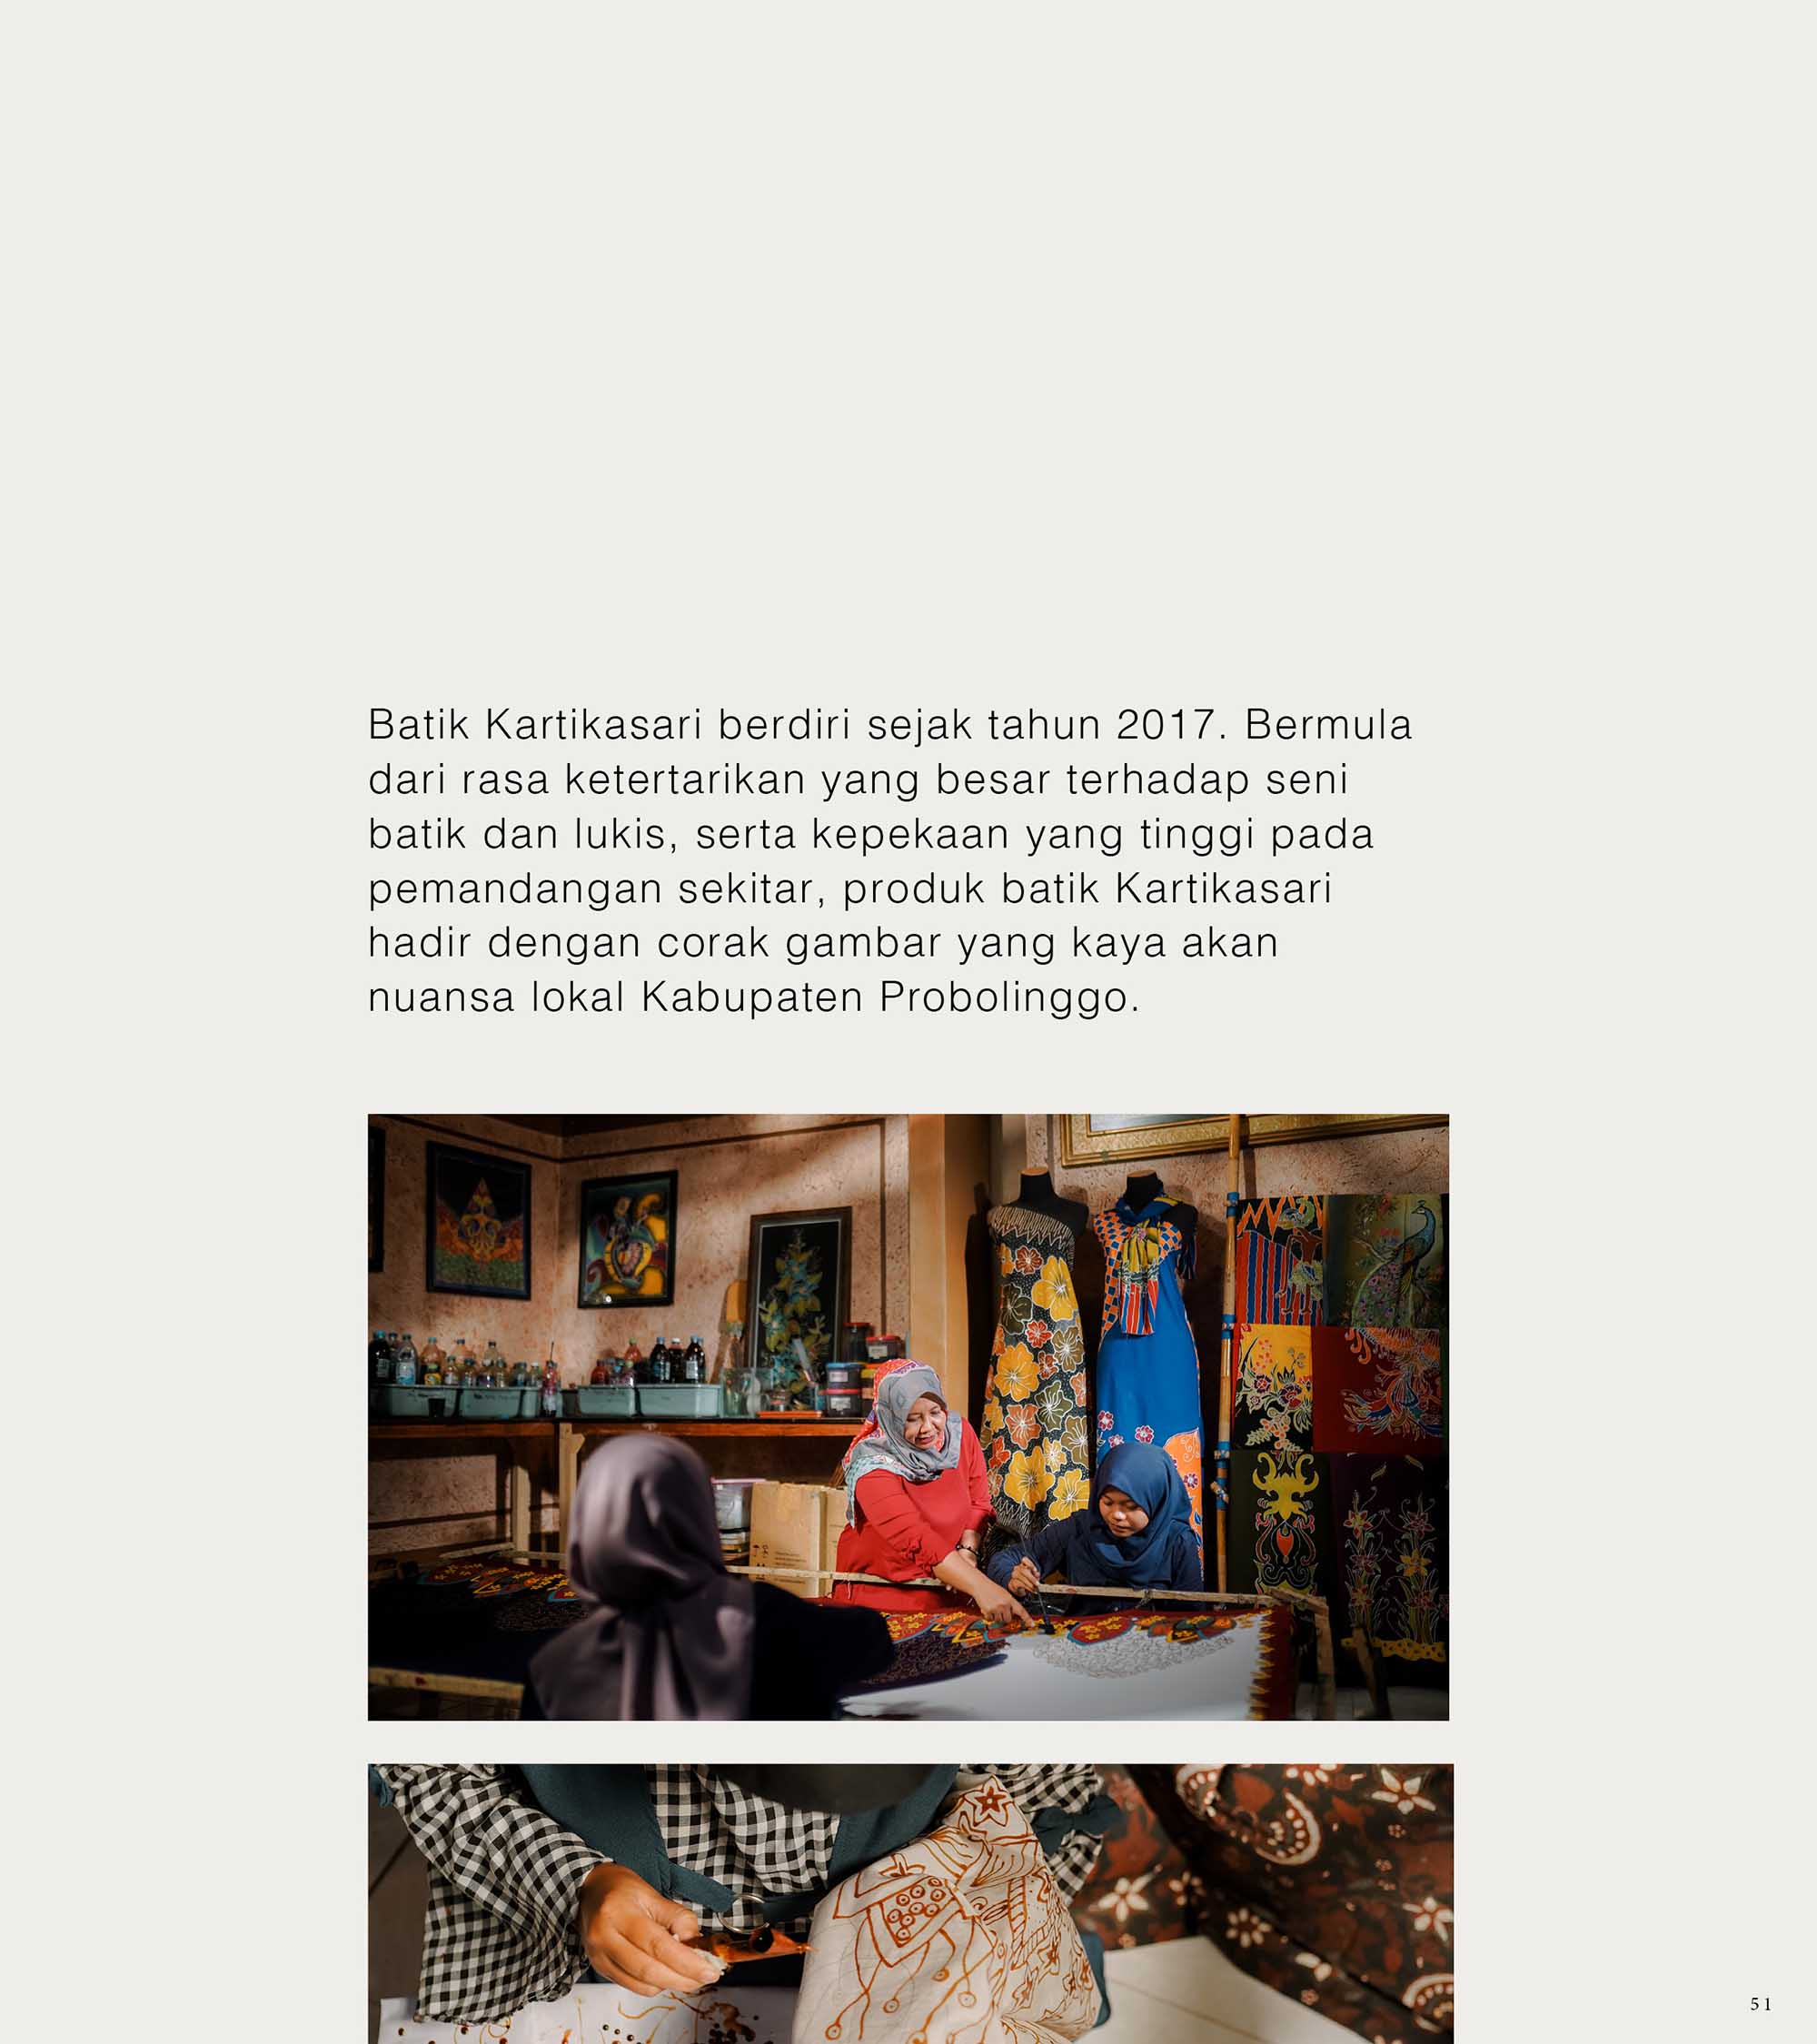 Batik Kartikasari berdiri sejak tahun 2017. Bermula
dari rasa ketertarikan yang besar terhadap seni
batik dan lukis, serta kepekaan yang tinggi pada
pemandangan sekitar, produk batik Kartikasari
hadir dengan corak gambar yang kaya akan
nuansa lokal Kabupaten Probolinggo.
51